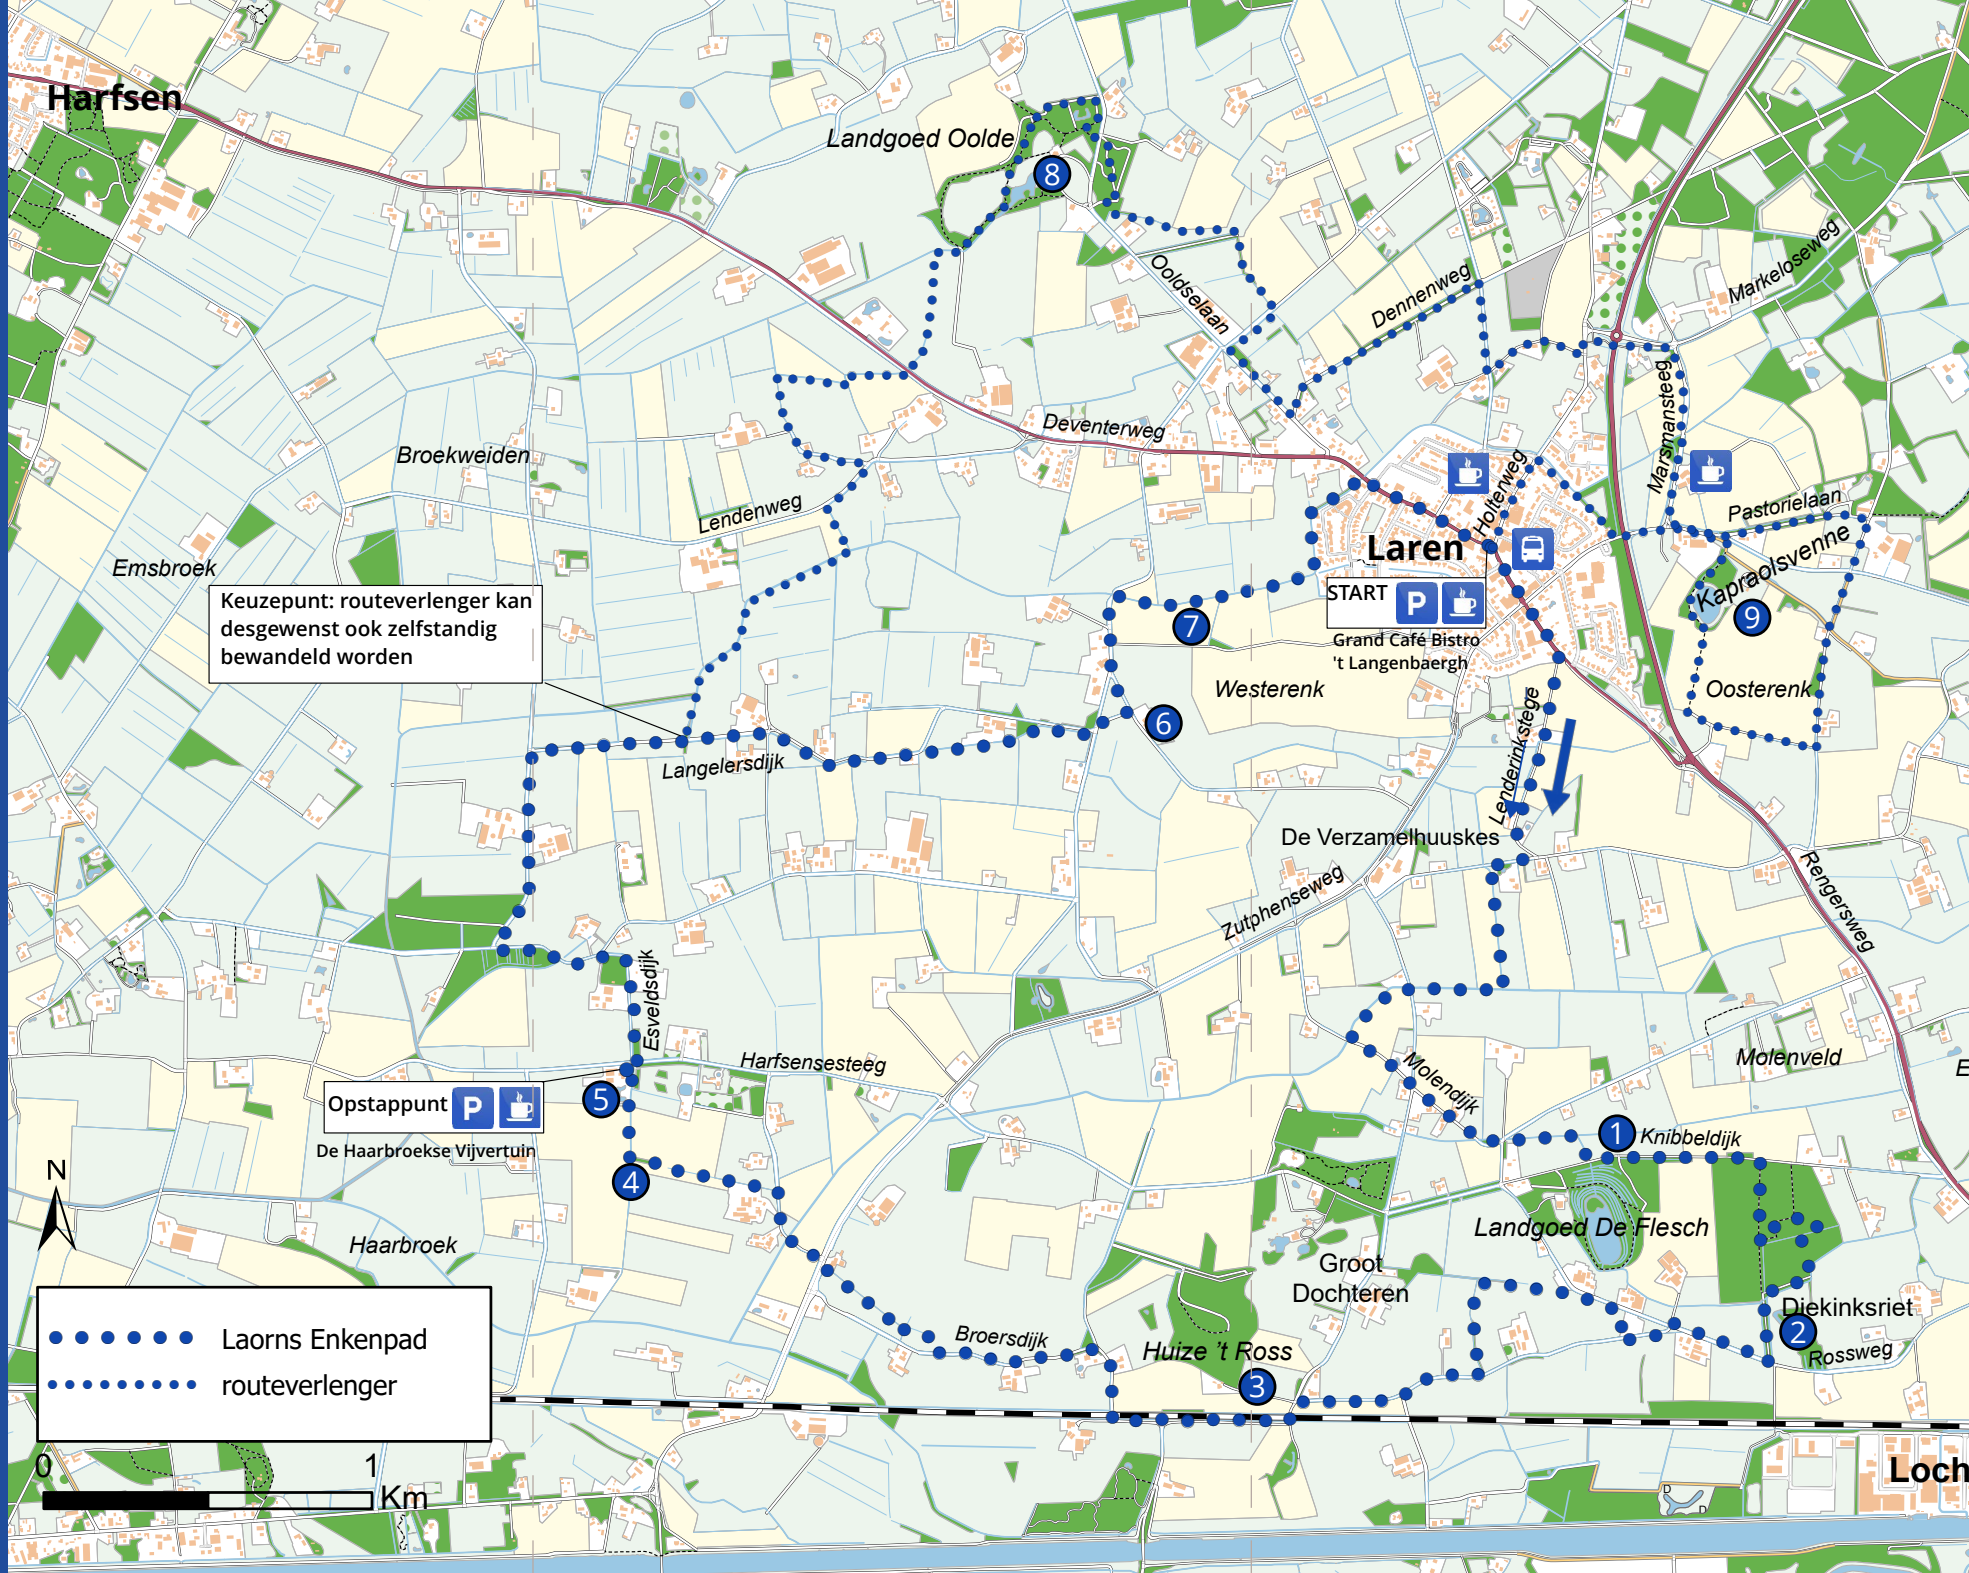 Harfsen
Landgoed Oolde
8
Markeloseweg
Ooldselaan
Dennenweg
Marsmansteeg
Deventerweg
Broekweiden
Holterweg
Lendenweg
Pastorielaan
Laren
Kapraolsvenne
Emsbroek
START P
9
Keuzepunt: routeverlenger kan
desgewenst ook zelfstandig
bewandeld worden
7
Grand Café Bistro
't Langenbaergh
Westerenk
Oosterenk
6
Lenderinkstege
Langelersdijk
De Verzamelhuuskes
Rengersweg
Zutphenseweg
Esveldsdijk
Harfsensesteeg
Molenveld
E
Molendijk
5
Opstappunt P
De Haarbroekse Vijvertuin
1
Knibbeldijk
N
4
Landgoed De Flesch
Haarbroek
Groot
Dochteren
Diekinksriet
2
Rossweg
Broersdijk
Huize 't Ross
3
Laorns Enkenpad
routeverlenger
0 1
Km
Loch
D
D